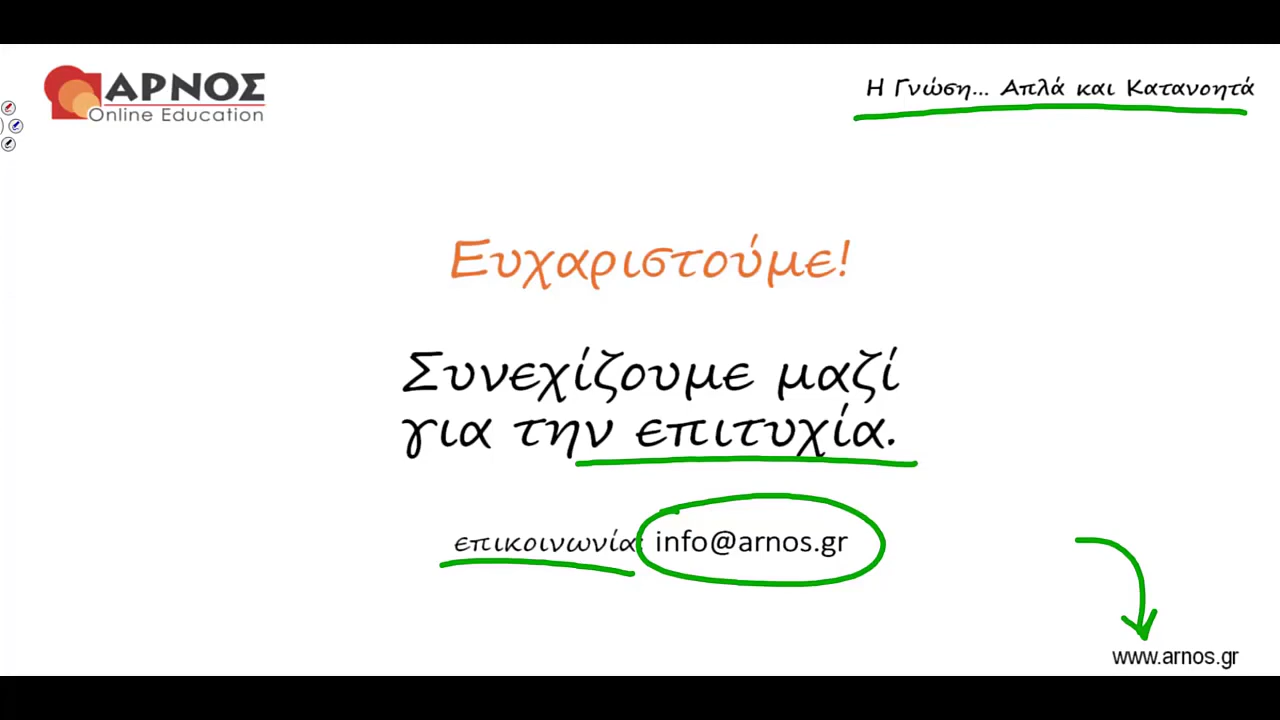 ΑΡΝΟΣ
Online Education
Η Γνώση... Απλά και Κατανοητά
Ευχαριστούμε!
Συνεχίζουμε μαζί
για την επιτυχία.
επικοινωνία: info@arnos.gr
www.arnos.gr